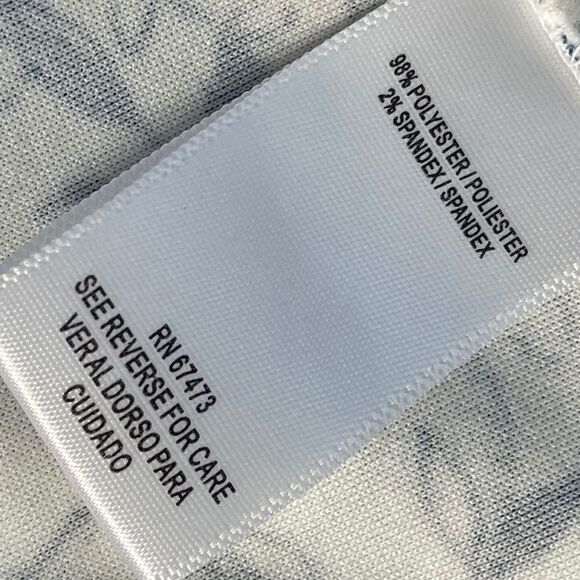 98% POLYESTER / POLIESTER
2% SPANDEX / SPANDEX
RN 67473
SEE REVERSE FOR CARE
VER AL DORSO PARA
CUIDADO